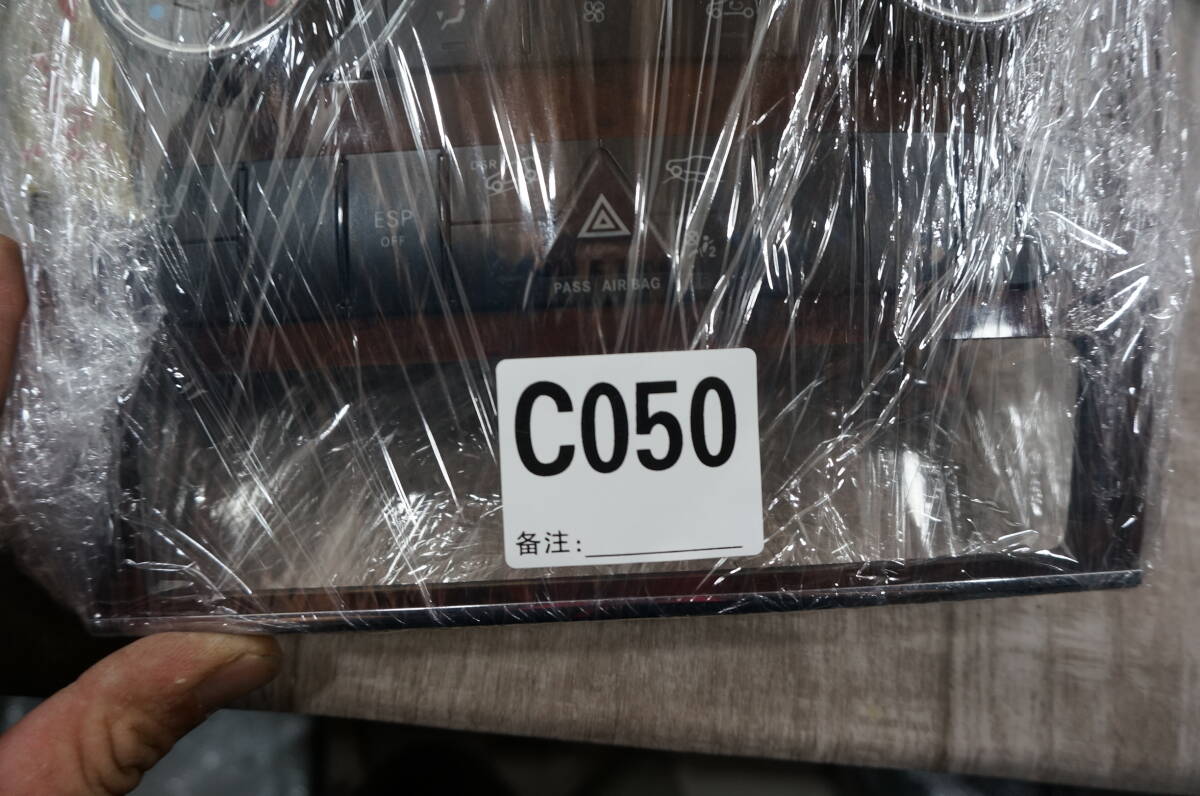 ESP
OFF
PASS AIR BAG
C050
备注: